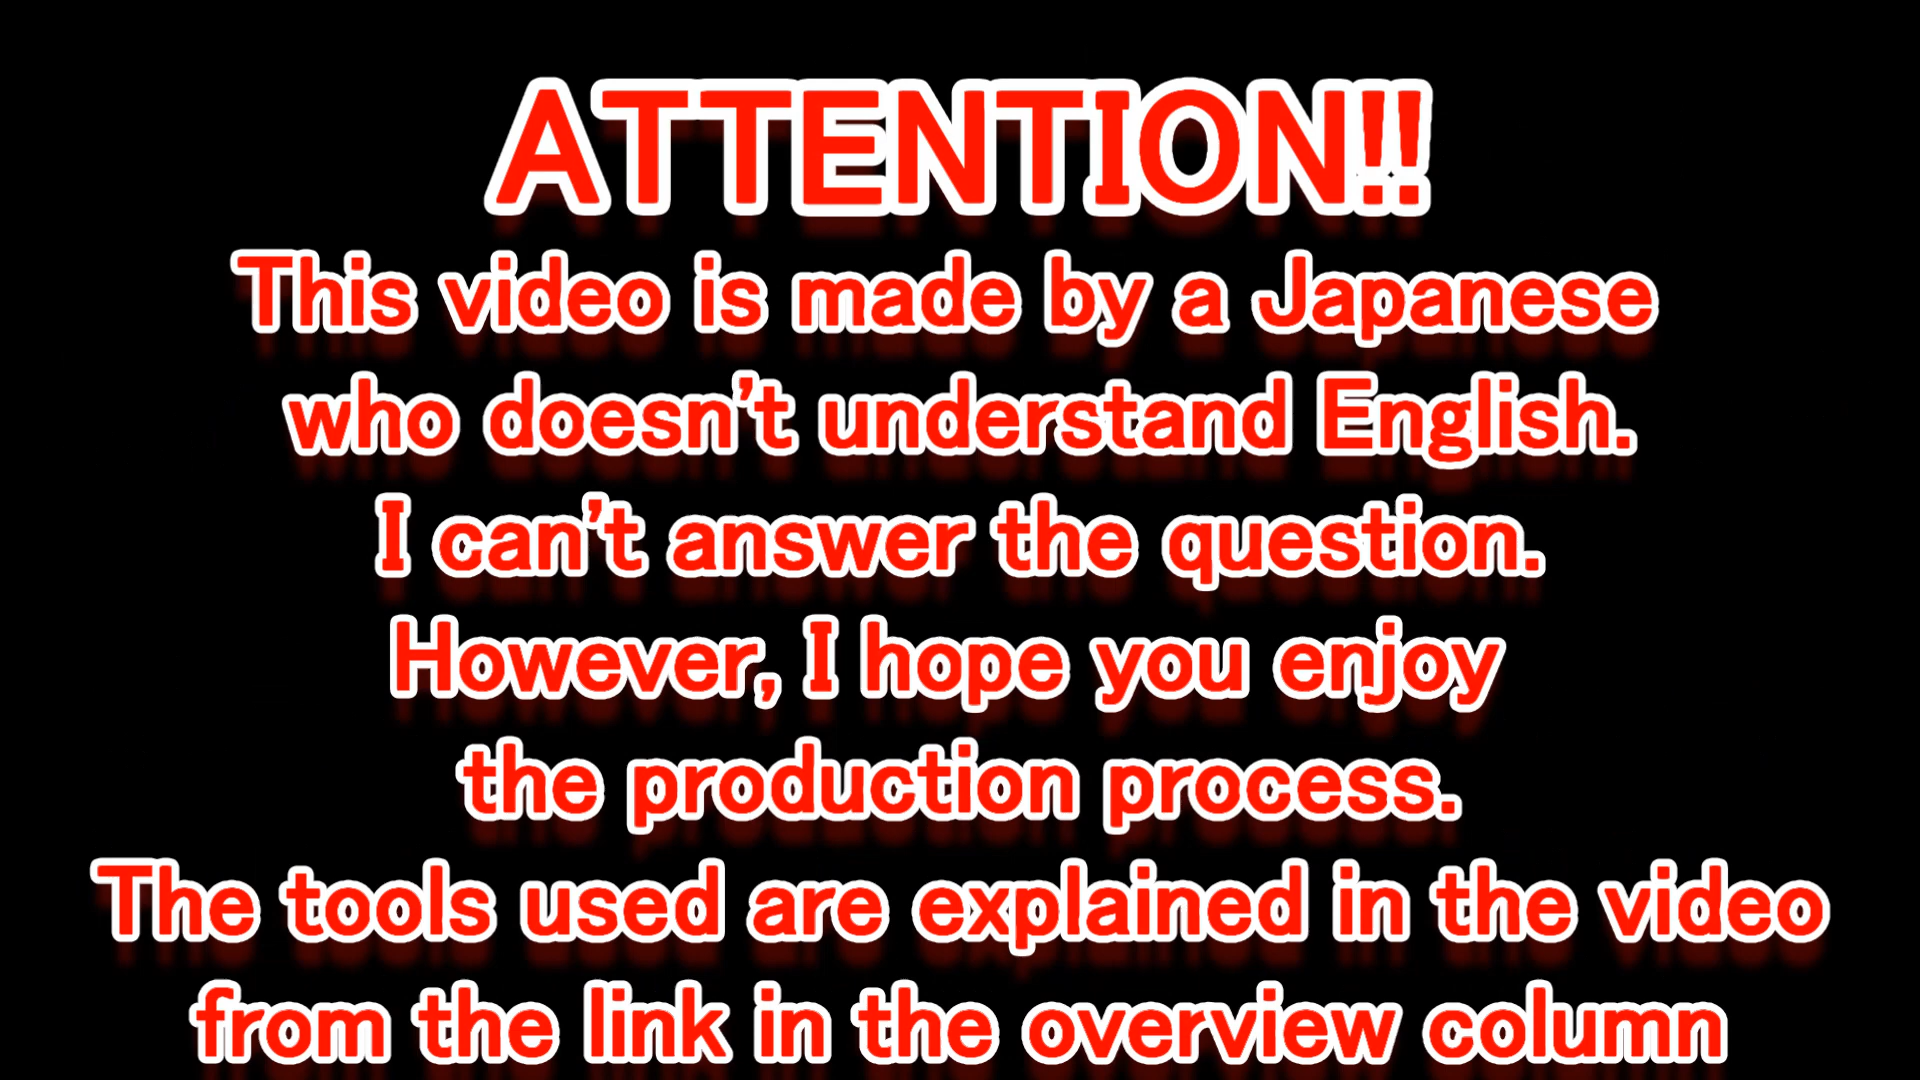 ATTENTION!!
This video is made by a Japanese
who doesn't understand English.
I can't answer the question.
However, I hope you enjoy
the production process.
The tools used are explained in the video
from the link in the overview column